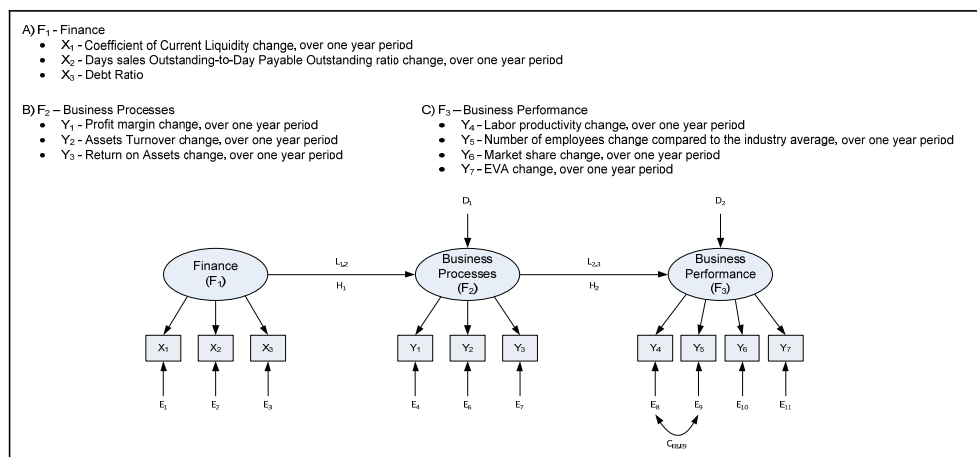 A) F₁ - Finance
• X₁ - Coefficient of Current Liquidity change, over one year period
• X₂ - Days sales Outstanding-to-Day Payable Outstanding ratio change, over one year period
• X₃ - Debt Ratio
B) F₂ – Business Processes
• Y₁ - Profit margin change, over one year period
• Y₂ - Assets Turnover change, over one year period
• Y₃ - Return on Assets change, over one year period
C) F₃ – Business Performance
• Y₄ - Labor productivity change, over one year period
• Y₅ - Number of employees change compared to the industry average, over one year period
• Y₆ - Market share change, over one year period
• Y₇ - EVA change, over one year period
D₁ D₂
Finance
(F₁)
L₁,₂
H₁
Business
Processes
(F₂)
L₂,₃
H₂
Business
Performance
(F₃)
X₁ X₂ X₃ Y₁ Y₂ Y₃ Y₄ Y₅ Y₆ Y₇
E₁ E₂ E₃ E₄ E₆ E₇ E₈ E₉ E₁₀ E₁₁